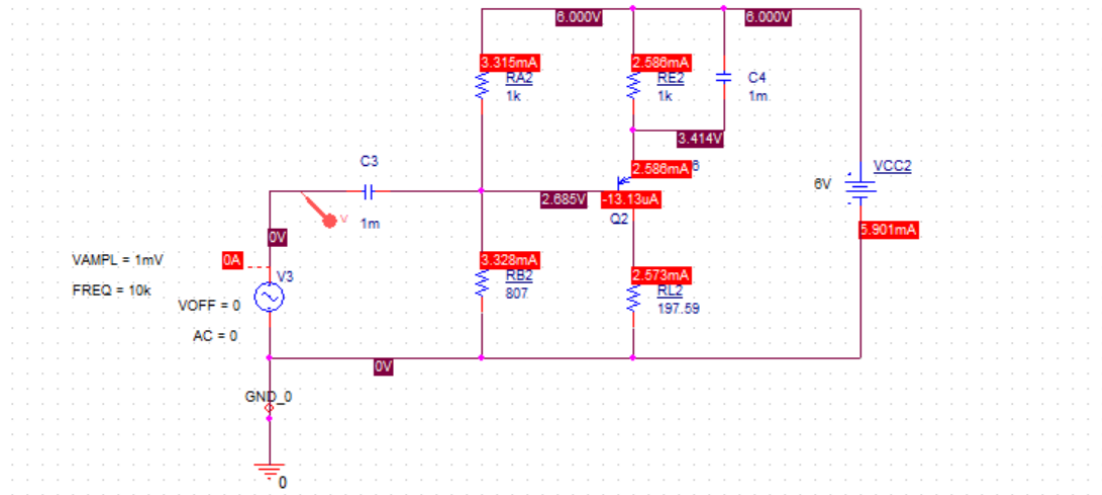 6.000V
6.000V
3.315mA
RA2
1k
2.586mA
RE2
1k
C4
1m
3.414V
C3
1m
2.586mA
6
2.685V
-13.13uA
Q2
6V
VCC2
5.901mA
V
0V
VAMPL = 1mV
0A
V3
FREQ = 10k
VOFF = 0
AC = 0
3.328mA
RB2
807
2.573mA
RL2
197.59
0V
GND_0
0